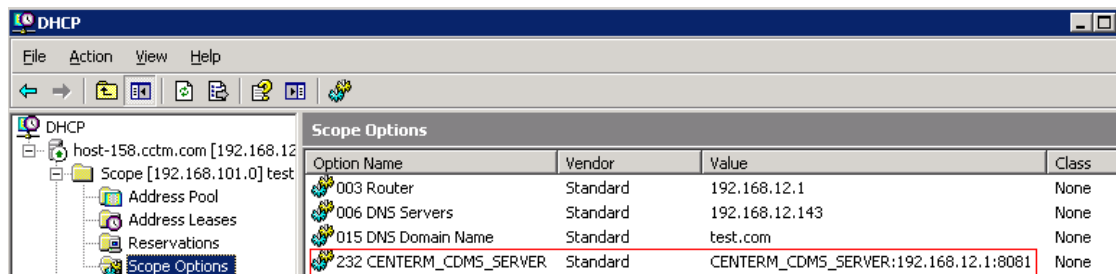 DHCP
File Action View Help
DHCP
host-158.cctm.com [192.168.12
Scope [192.168.101.0] test
Address Pool
Address Leases
Reservations
Scope Options
Scope Options
Option Name Vendor Value Class
003 Router Standard 192.168.12.1 None
006 DNS Servers Standard 192.168.12.143 None
015 DNS Domain Name Standard test.com None
232 CENTERM_CDMS_SERVER Standard CENTERM_CDMS_SERVER:192.168.12.1:8081 None